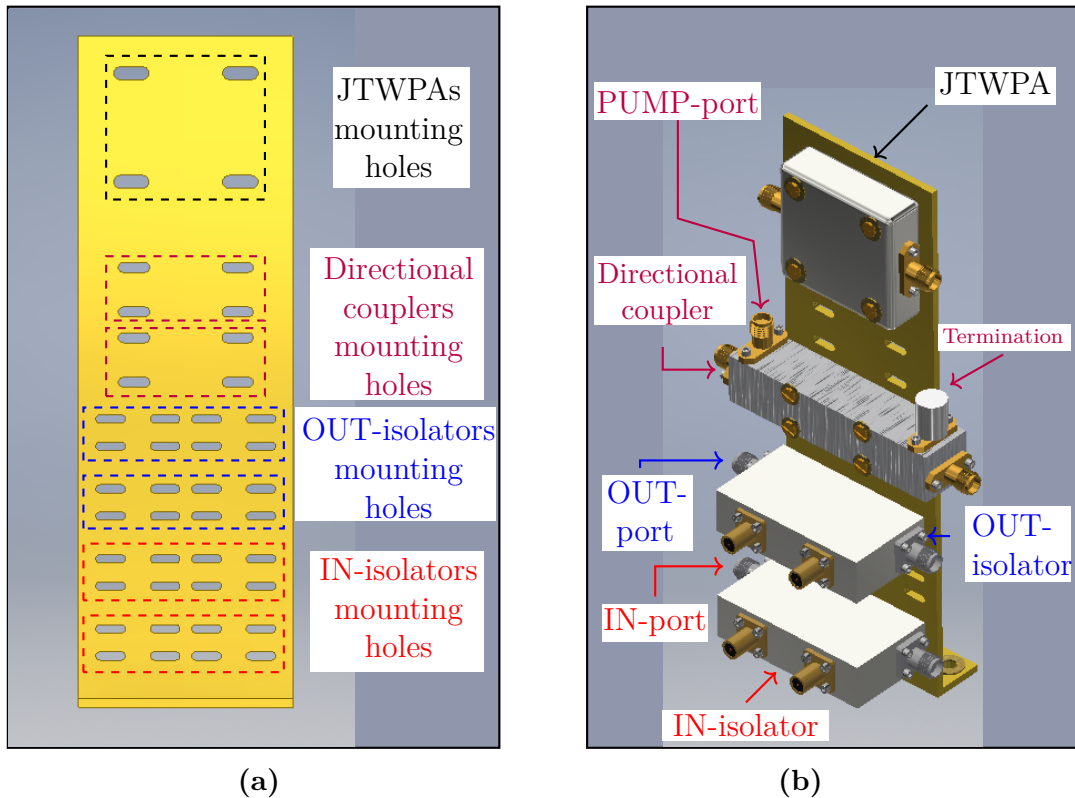 JTWPAs
mounting
holes
Directional
couplers
mounting
holes
OUT-isolators
mounting
holes
IN-isolators
mounting
holes
(a)
JTWPA
PUMP-port
Directional
coupler
Termination
OUT-
port
OUT-
isolator
IN-port
IN-isolator
(b)